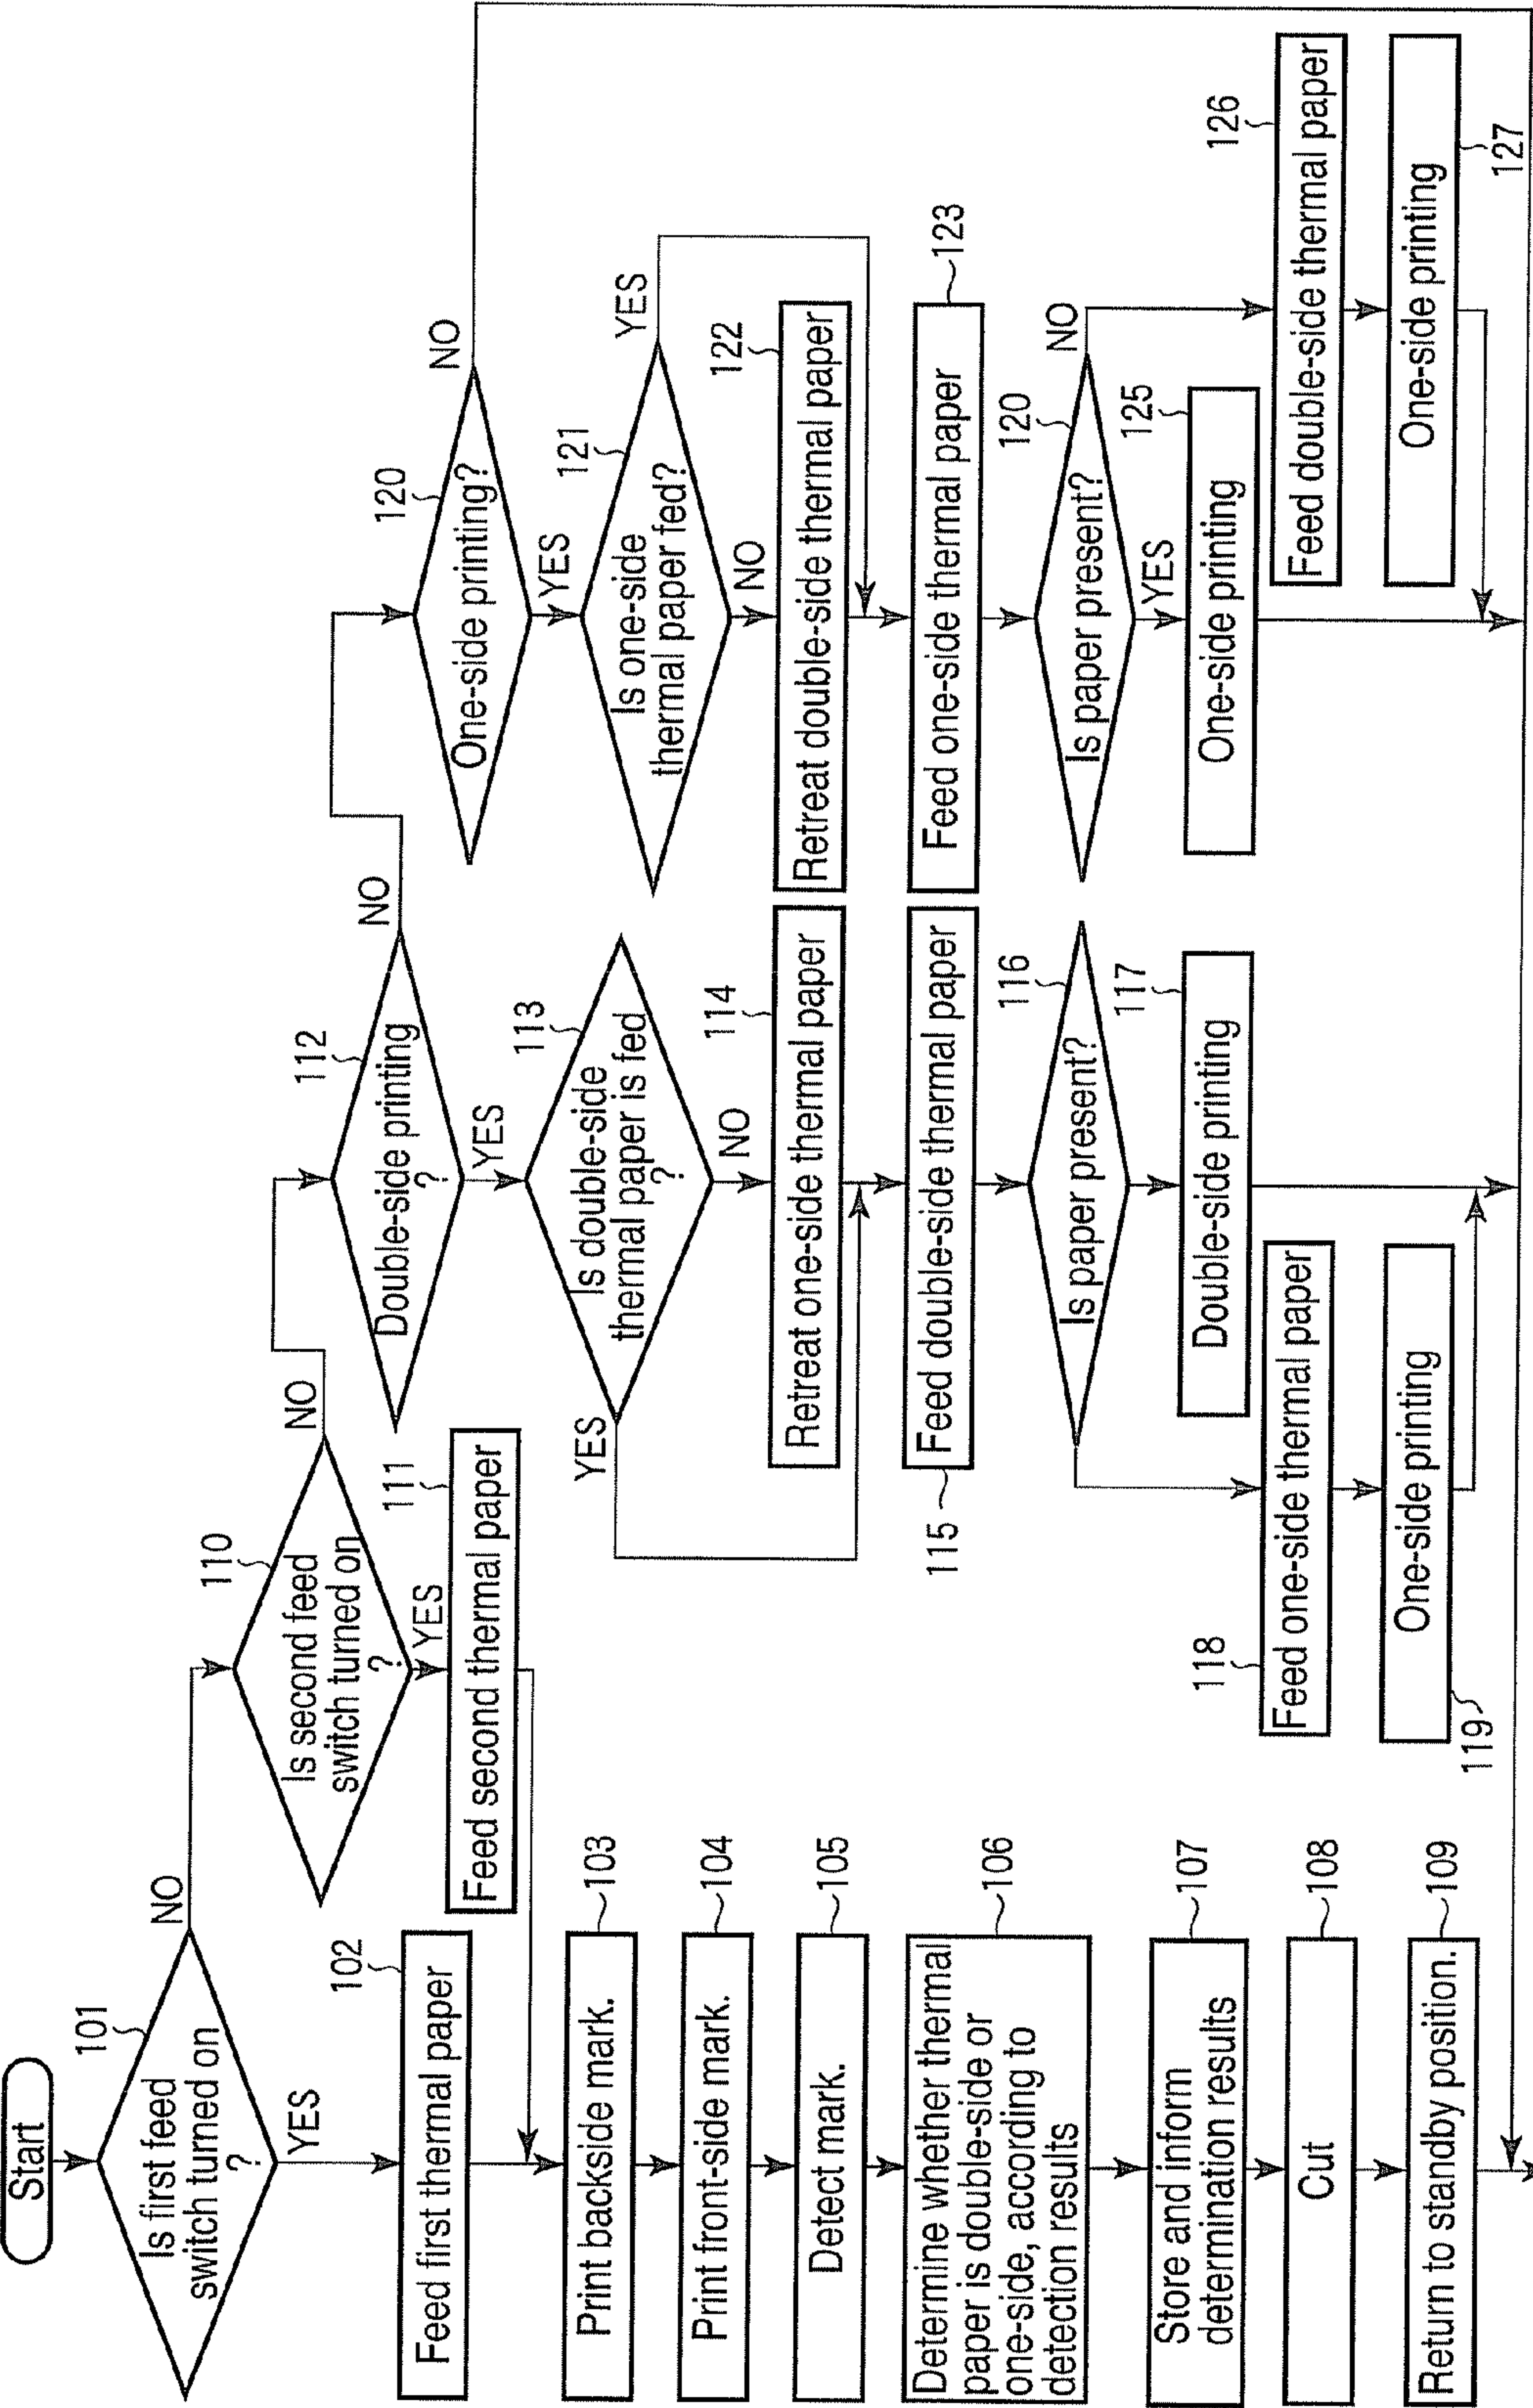 Start
101
Is first feed
switch turned on
?
NO
YES
102
Feed first thermal paper
Print backside mark.
103
Print front-side mark.
104
Detect mark.
105
Determine whether thermal
paper is double-side or
one-side, according to
detection results
106
Store and inform
determination results
107
Cut
108
Return to standby position.
109
110
Is second feed
switch turned on
?
NO
YES
111
Feed second thermal paper
112
Double-side printing
?
NO
YES
113
Is double-side
thermal paper is fed
?
YES
NO
114
Retreat one-side thermal paper
115
Feed double-side thermal paper
116
Is paper present?
117
Double-side printing
118
Feed one-side thermal paper
119
One-side printing
120
One-side printing?
NO
YES
121
Is one-side
thermal paper fed?
YES
NO
122
Retreat double-side thermal paper
123
Feed one-side thermal paper
120
Is paper present?
NO
YES
125
One-side printing
126
Feed double-side thermal paper
127
One-side printing